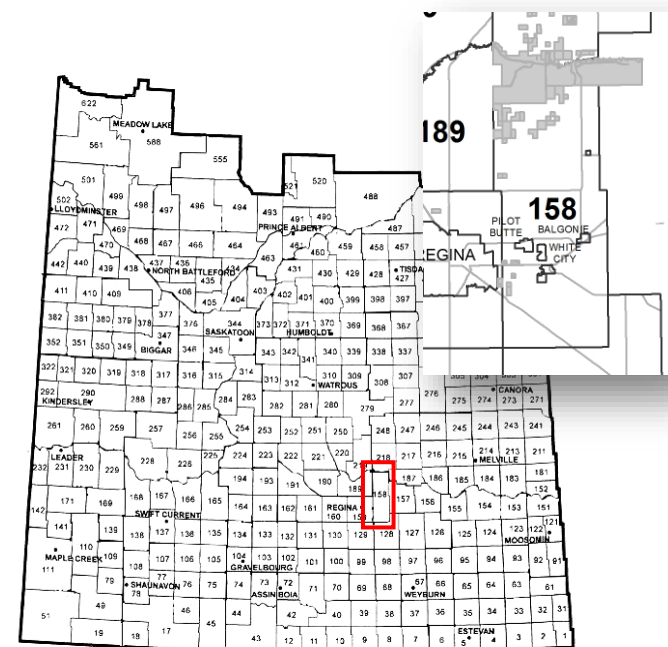 189
158
PILOT
BUTTE
BALGONIE
REGINA
WHITE
CITY
622
MEADOW LAKE
588
561
555
501
521 520
488
502 499 498 497 496 494 493 491 490 487
LLOYDMINSTER
PRINCE ALBERT
472 471 469 468 467 466 464 461 460 459 458 457
470 463
442 440 439 438 437 436 435 434 431 430 429 428 427
NORTH BATTLEFORD
TISDA
411 410 409 406 405 404 403 402 401 400 399 398 397
382 381 380 379 378 377 376 344 373 372 371 370 369 368 367
SASKATOON HUMBOLDT
352 351 350 349 347 346 345 343 342 341 340 339 338 337
BIGGAR
322 321 320 319 318 317 316 315 314 313 312 310 309 308 307
WATROUS
CANORA
292 290 288 287 286 285 284 283 282 281 280 279 276 275 274 273 271
KINDERSLEY
261 260 259 257 256 255 254 253 252 251 250 248 247 246 245 244 243 241
LEADER
MELVILLE
232 231 230 229 228 226 225 224 223 222 221 220 218 217 216 215 214 213 211
194 193 191 190 189 187 186 185 184 183 181
171 169 168 167 166 165 164 163 162 161 160 158 157 156 155 154 153 152 151
SWIFT CURRENT
REGINA
142 141 139 138 137 136 135 134 133 132 131 130 129 128 127 126 125 124 123 122 121
MOOSOMIN
MAPLE CREEK
111 110 109 108 107 106 105 104 103 102 101 100 99 98 97 96 95 94 93 92 91
GRAVELBOURG
79 78 77 76 75 74 73 72 71 70 69 68 67 66 65 64 63 61
SHAUNAVON
ASSINIBOIA
WEYBURN
51 49 46 45 44 42 40 39 38 37 36 35 34 33 32 31
19 18 17 43 12 11 10 9 8 7 6 5 4 3 2 1
ESTEVAN